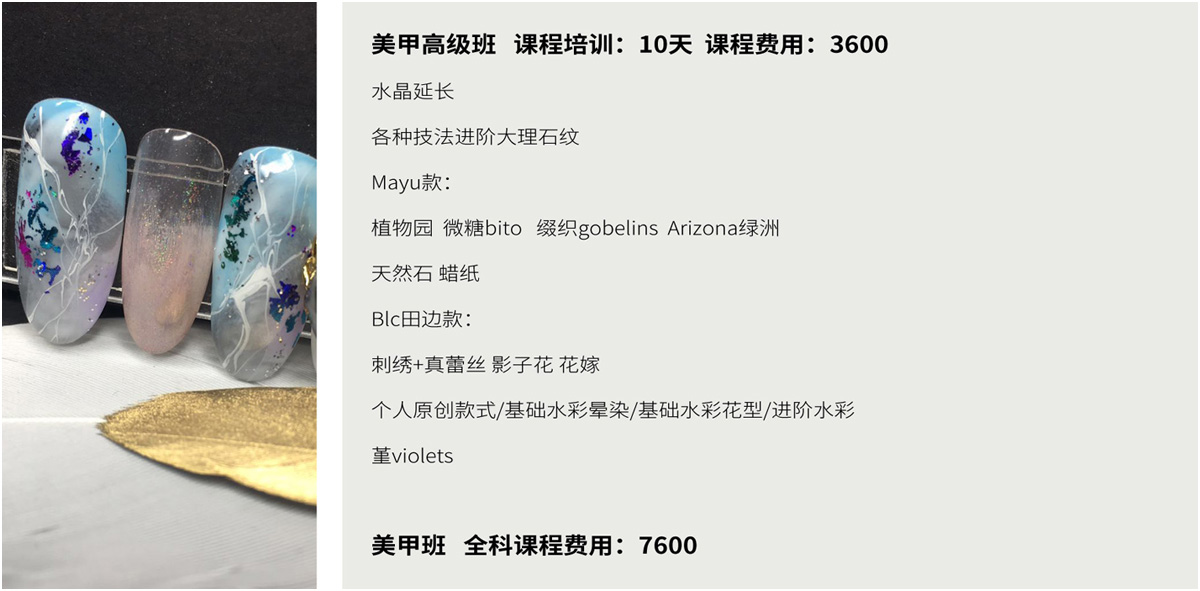 美甲高级班 课程培训：10天 课程费用：3600
水晶延长
各种技法进阶大理石纹
Mayu款：
植物园 微糖bito 缀织gobelins Arizona绿洲
天然石 蜡纸
Blc田边款：
刺绣+真蕾丝 影子花 花嫁
个人原创款式/基础水彩晕染/基础水彩花型/进阶水彩
堇violets
美甲班 全科课程费用：7600